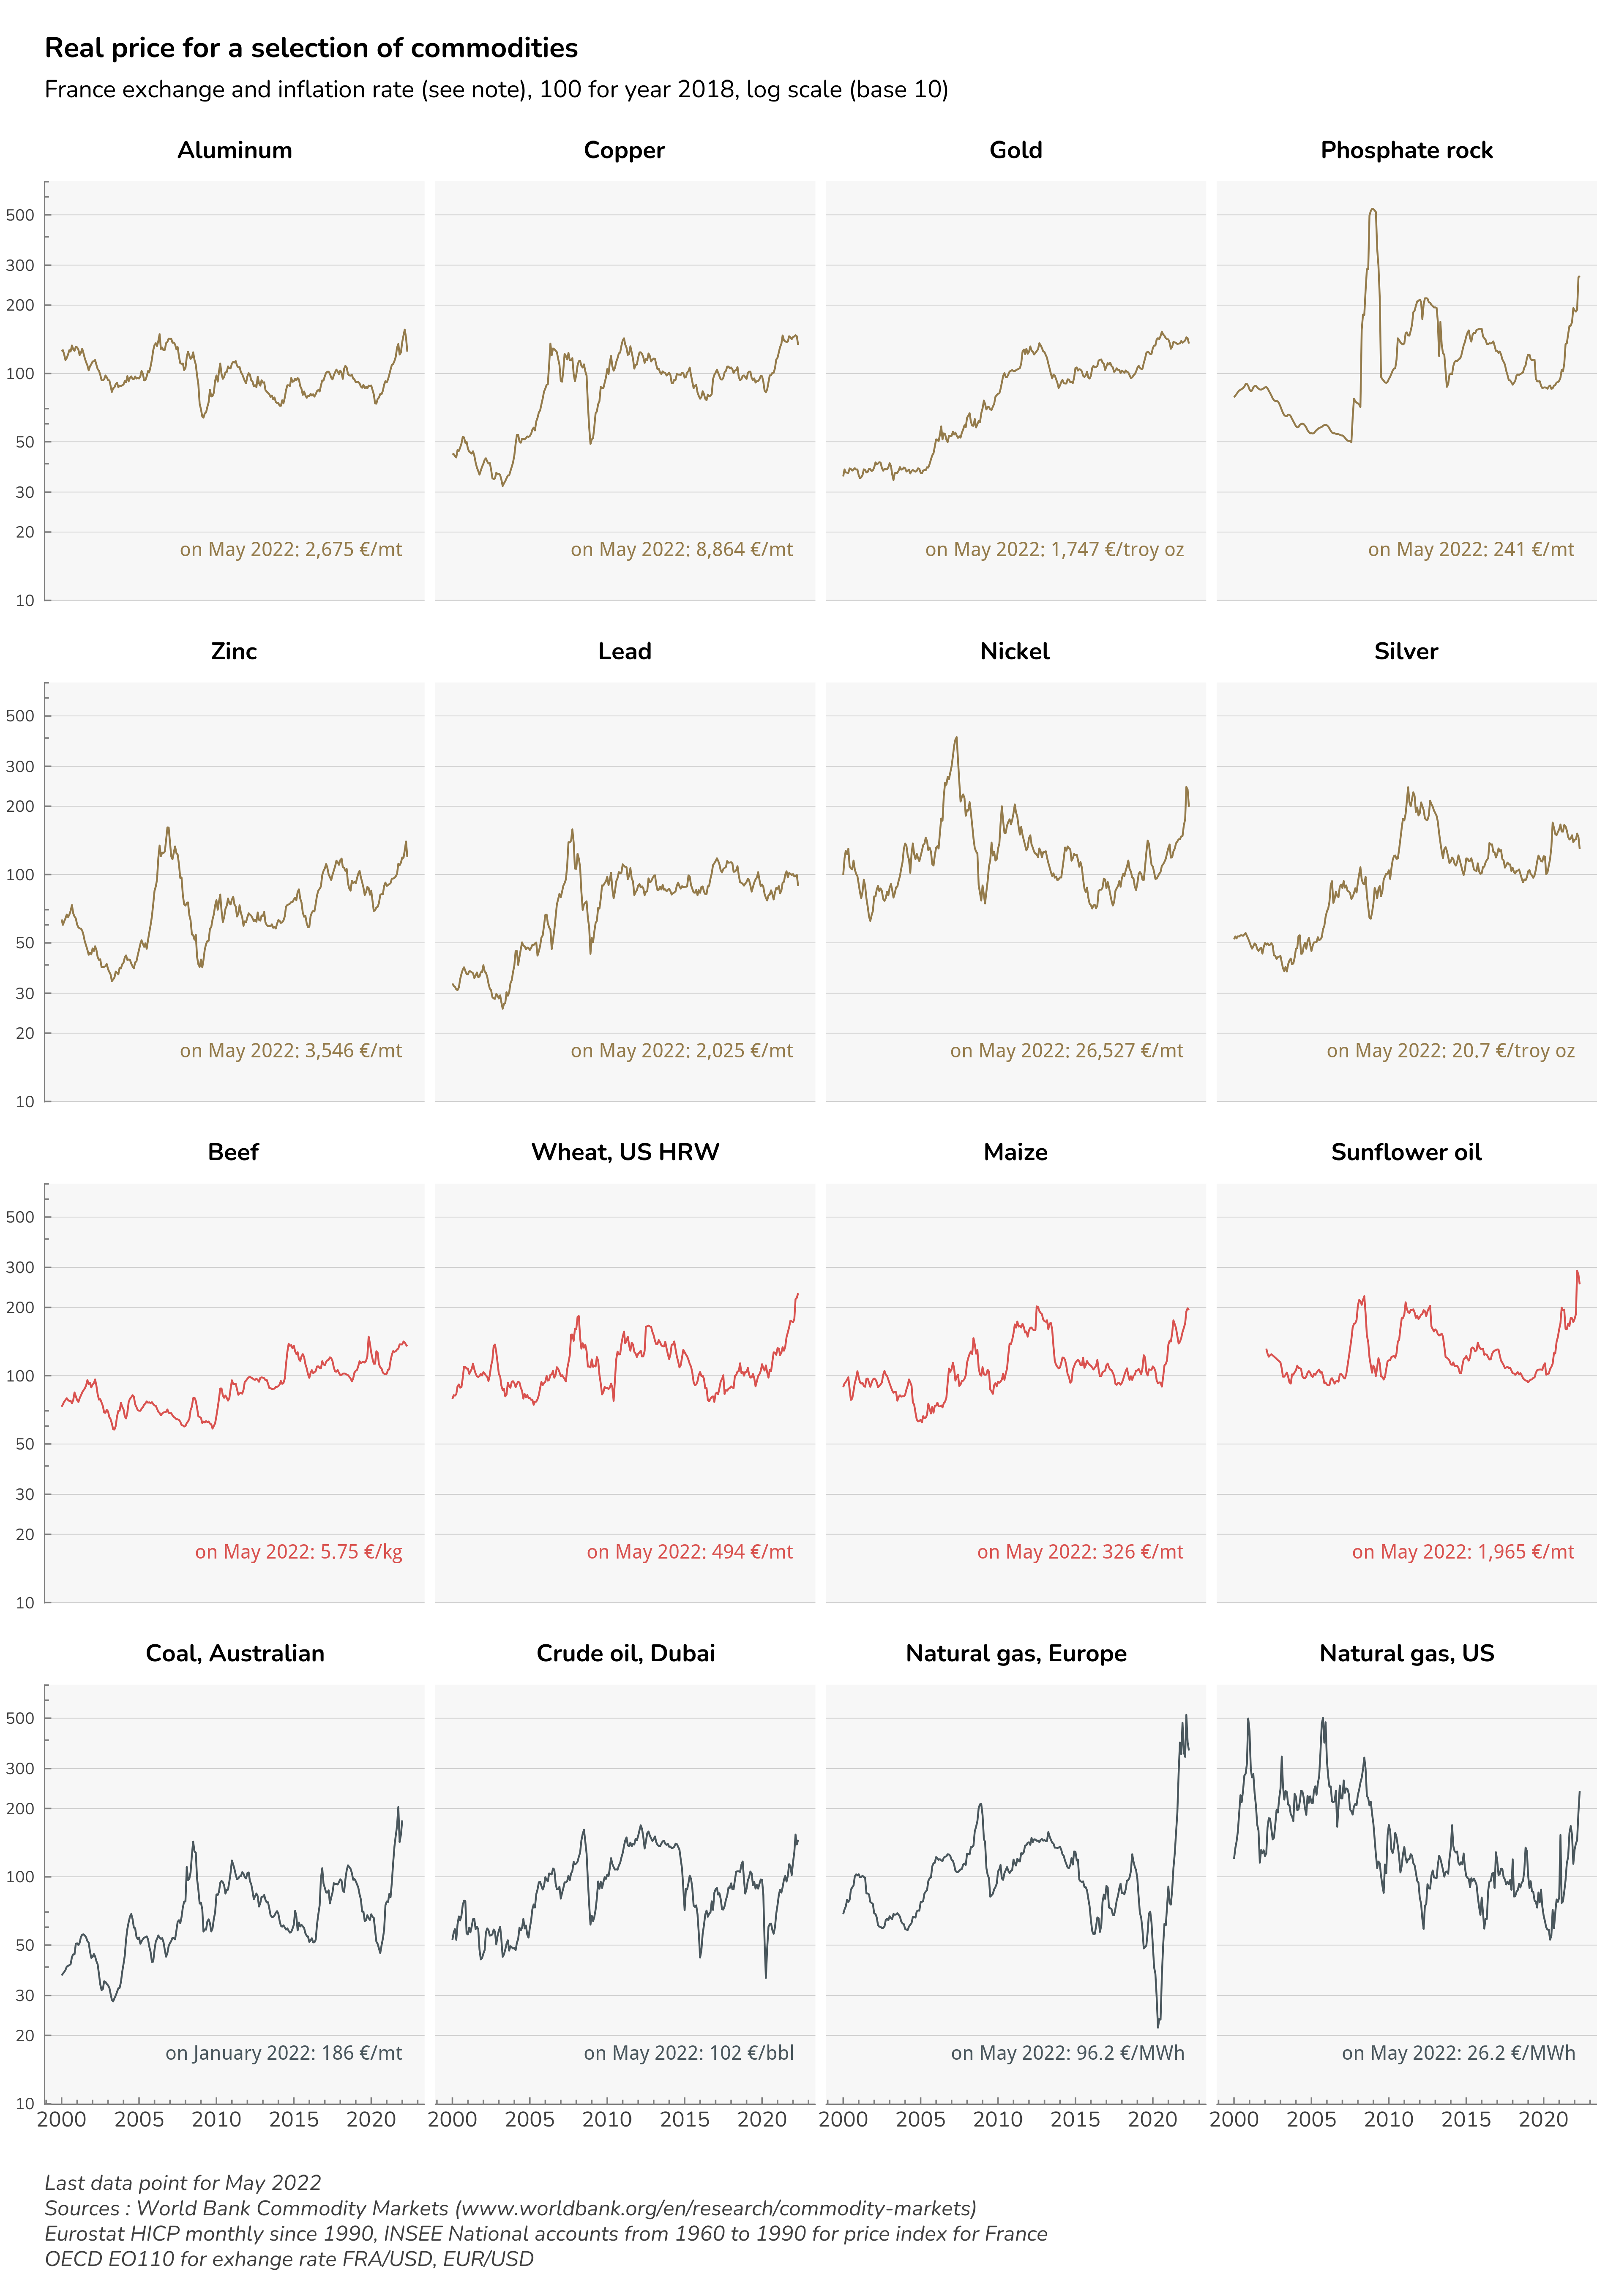 Real price for a selection of commodities
France exchange and inflation rate (see note), 100 for year 2018, log scale (base 10)
Aluminum Copper Gold Phosphate rock
500
300
200
100
50
30
20
10
on May 2022: 2,675 €/mt on May 2022: 8,864 €/mt on May 2022: 1,747 €/troy oz on May 2022: 241 €/mt
Zinc Lead Nickel Silver
500
300
200
100
50
30
20
10
on May 2022: 3,546 €/mt on May 2022: 2,025 €/mt on May 2022: 26,527 €/mt on May 2022: 20.7 €/troy oz
Beef Wheat, US HRW Maize Sunflower oil
500
300
200
100
50
30
20
10
on May 2022: 5.75 €/kg on May 2022: 494 €/mt on May 2022: 326 €/mt on May 2022: 1,965 €/mt
Coal, Australian Crude oil, Dubai Natural gas, Europe Natural gas, US
500
300
200
100
50
30
20
10
on January 2022: 186 €/mt on May 2022: 102 €/bbl on May 2022: 96.2 €/MWh on May 2022: 26.2 €/MWh
2000 2005 2010 2015 2020 2000 2005 2010 2015 2020 2000 2005 2010 2015 2020 2000 2005 2010 2015 2020
Last data point for May 2022
Sources : World Bank Commodity Markets (www.worldbank.org/en/research/commodity-markets)
Eurostat HICP monthly since 1990, INSEE National accounts from 1960 to 1990 for price index for France
OECD EO110 for exhange rate FRA/USD, EUR/USD